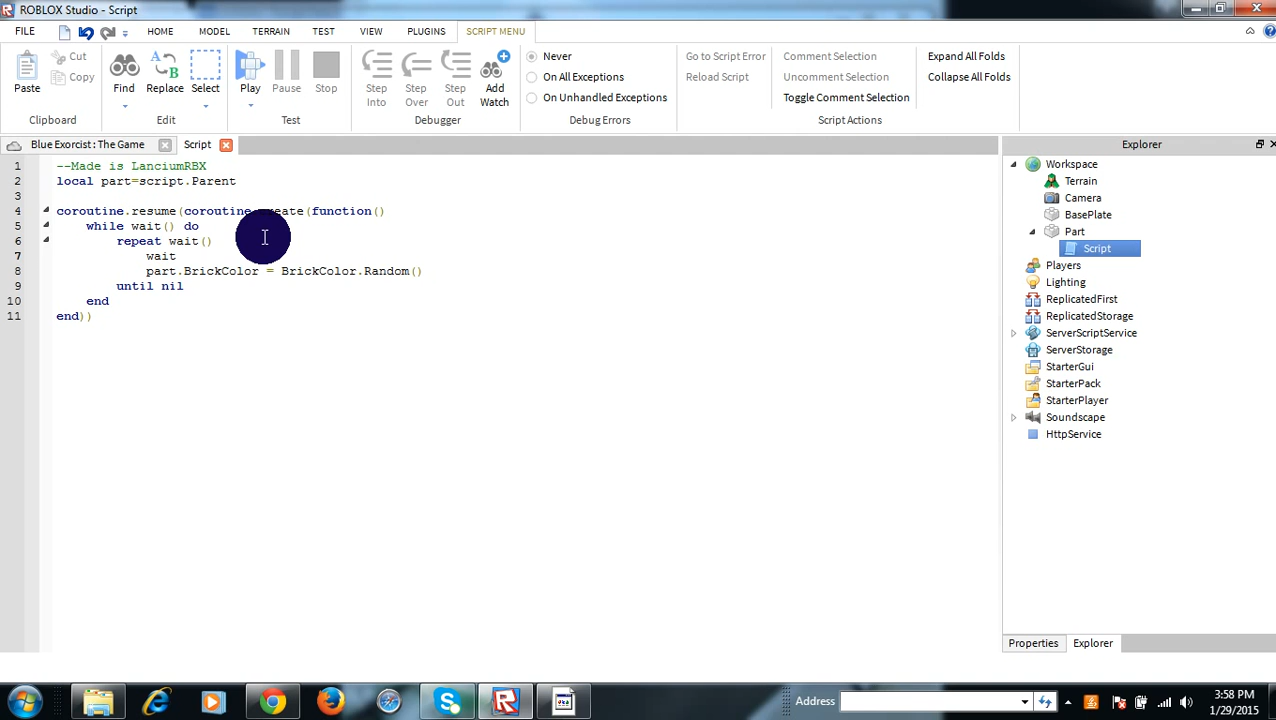 ROBLOX Studio - Script
FILE HOME MODEL TERRAIN TEST VIEW PLUGINS SCRIPT MENU
Paste Cut Copy Find Replace Select Play Pause Stop Step Into Step Over Step Out Add Watch
Never
On All Exceptions
On Unhandled Exceptions
Go to Script Error
Reload Script
Comment Selection
Uncomment Selection
Toggle Comment Selection
Expand All Folds
Collapse All Folds
Clipboard Edit Test Debugger Debug Errors Script Actions
Blue Exorcist : The Game Script Explorer
1 --Made is LanciumRBX
2 local part=script.Parent
3
4 coroutine.resume(coroutine.create(function()
5 while wait() do
6 repeat wait()
7 wait
8 part.BrickColor = BrickColor.Random()
9 until nil
10 end
11 end))
Workspace
Terrain
Camera
BasePlate
Part
Script
Players
Lighting
ReplicatedFirst
ReplicatedStorage
ServerScriptService
ServerStorage
StarterGui
StarterPack
StarterPlayer
Soundscape
HttpService
Properties Explorer
Address
3:58 PM
1/29/2015